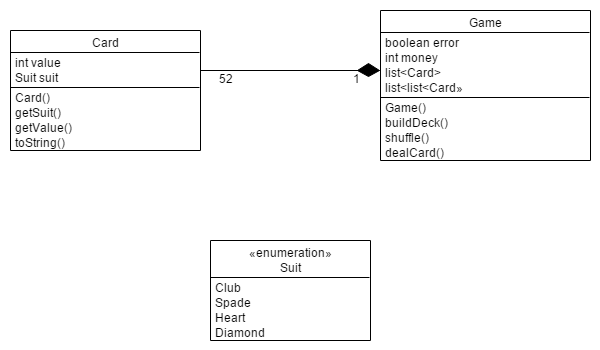 Card
int value
Suit suit
Card()
getSuit()
getValue()
toString()
52
1
Game
boolean error
int money
list<Card>
list<list<Card»
Game()
buildDeck()
shuffle()
dealCard()
«enumeration»
Suit
Club
Spade
Heart
Diamond